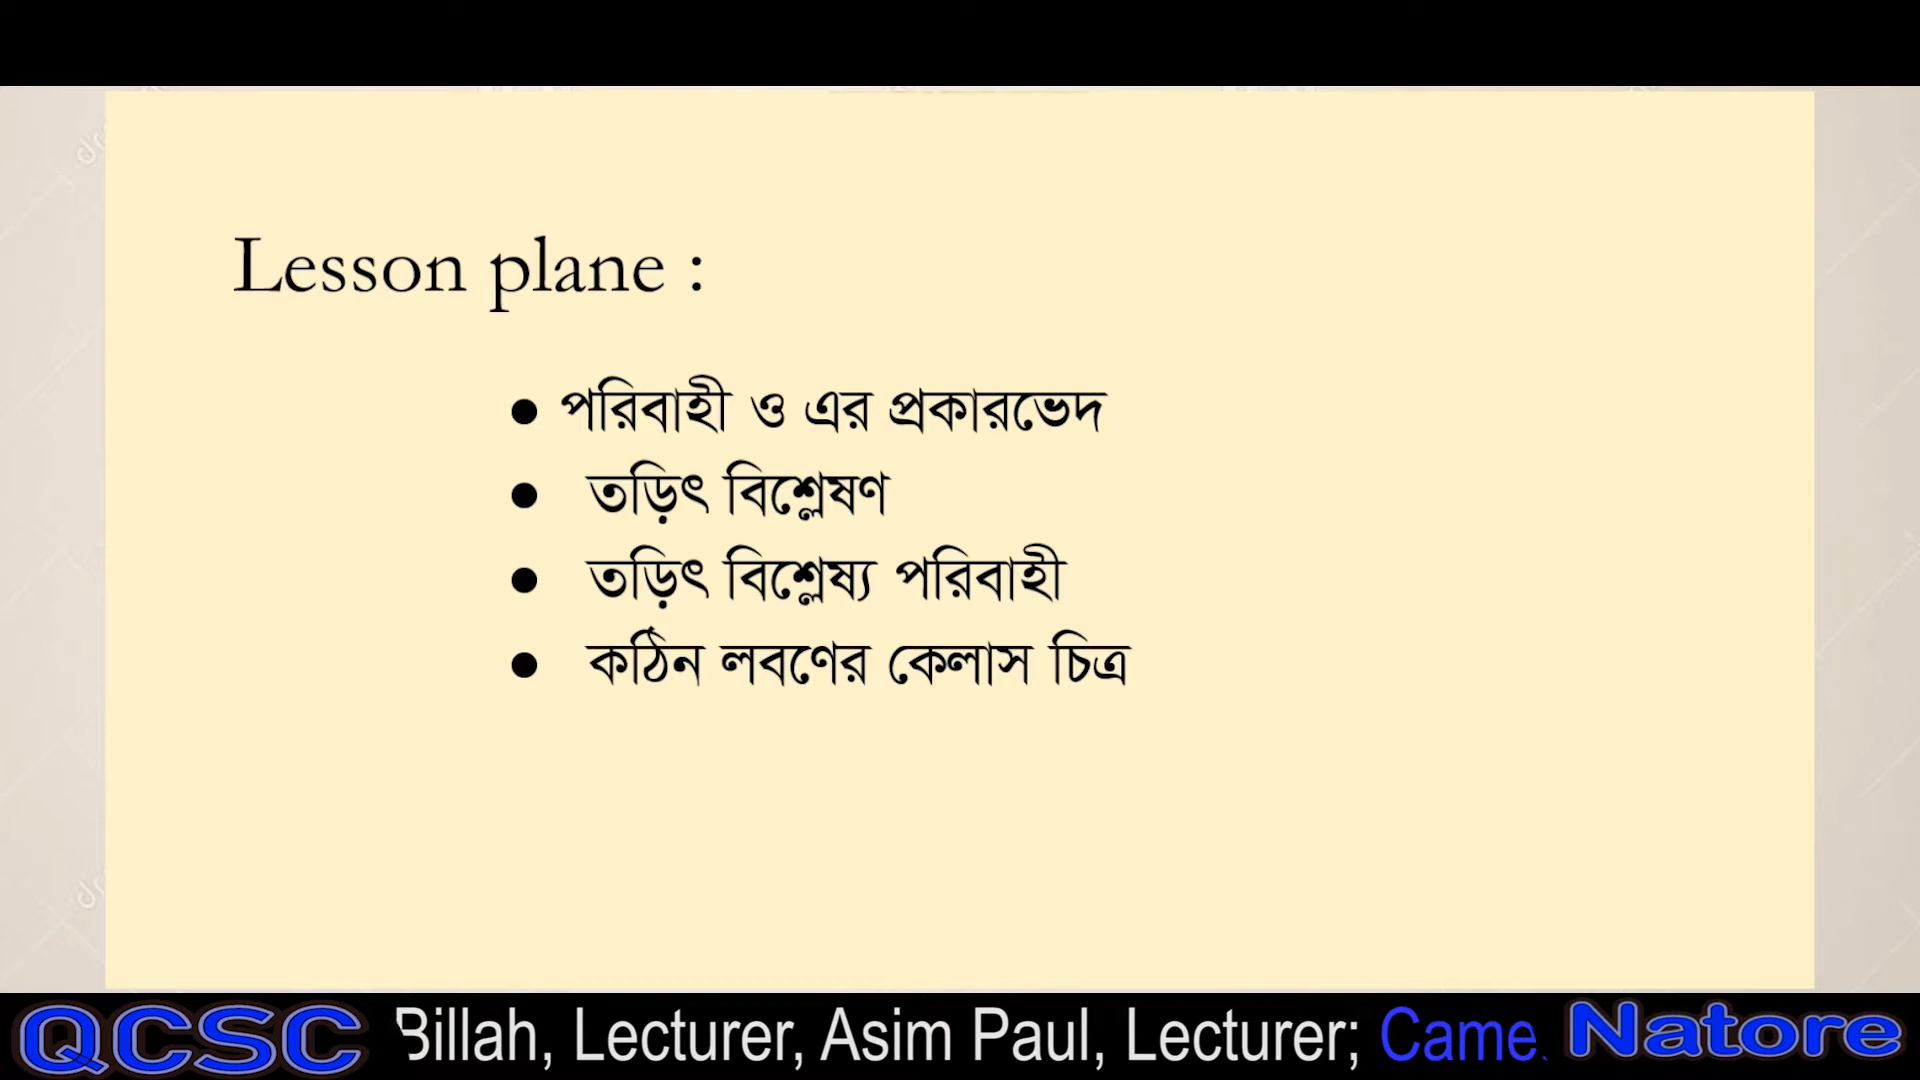 Lesson plane :
• পরিবাহী ও এর প্রকারভেদ
• তড়িৎ বিশ্লেষণ
• তড়িৎ বিশ্লেষ্য পরিবাহী
• কঠিন লবণের কেলাস চিত্র
QCSC Billah, Lecturer, Asim Paul, Lecturer; Came Natore